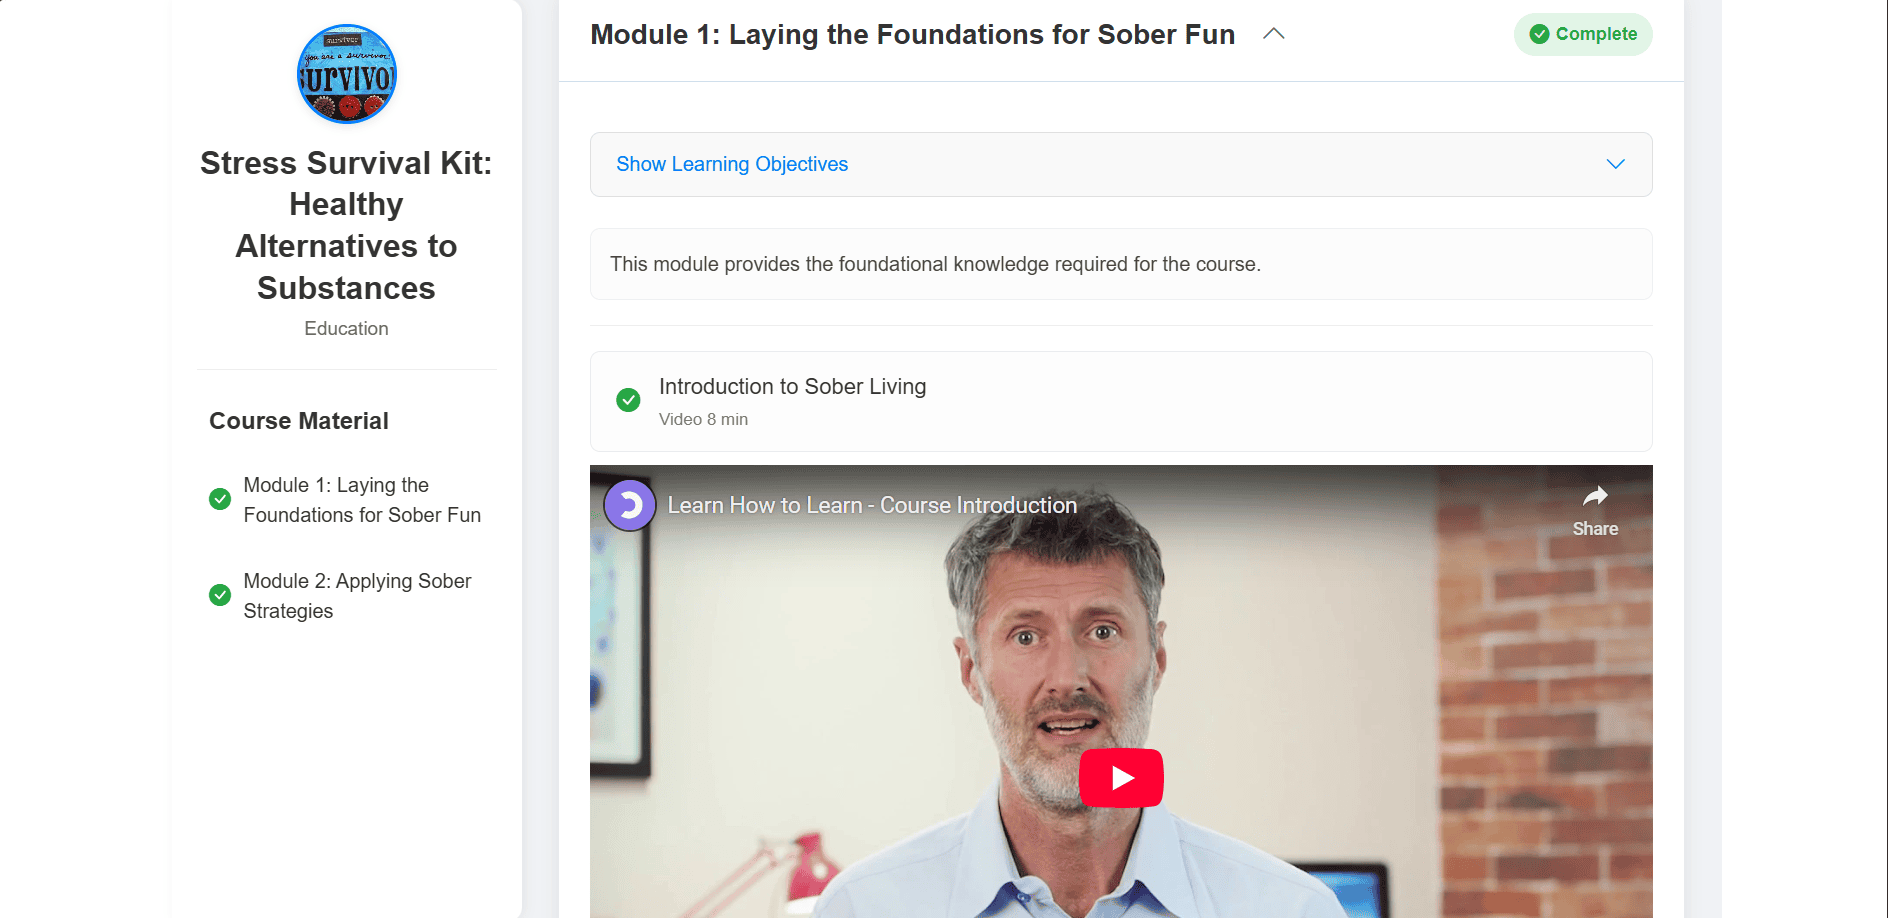 survivor
you are a survivor.
survivo
Stress Survival Kit:
Healthy
Alternatives to
Substances
Education
Course Material
Module 1: Laying the
Foundations for Sober Fun
Module 2: Applying Sober
Strategies
Module 1: Laying the Foundations for Sober Fun
Complete
Show Learning Objectives
This module provides the foundational knowledge required for the course.
Introduction to Sober Living
Video 8 min
Learn How to Learn - Course Introduction
Share